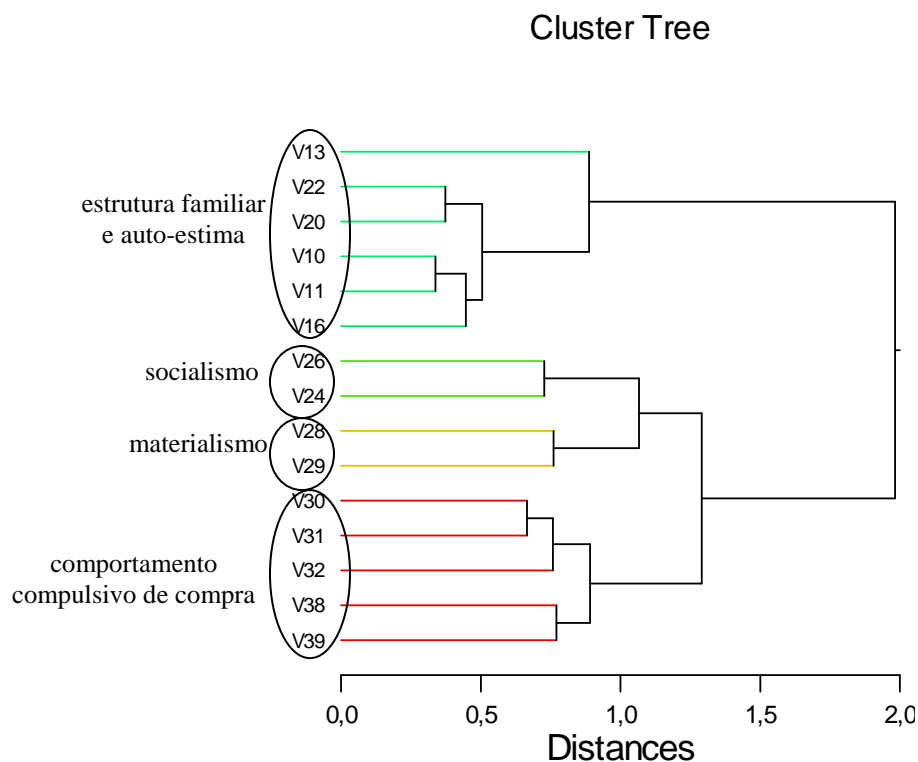 Cluster Tree
V13
V22
estrutura familiar
e auto-estima
V20
V10
V11
V16
V26
socialismo
V24
V28
materialismo
V29
V30
V31
comportamento
compulsivo de compra
V32
V38
V39
0,0 0,5 1,0 1,5 2,0
Distances